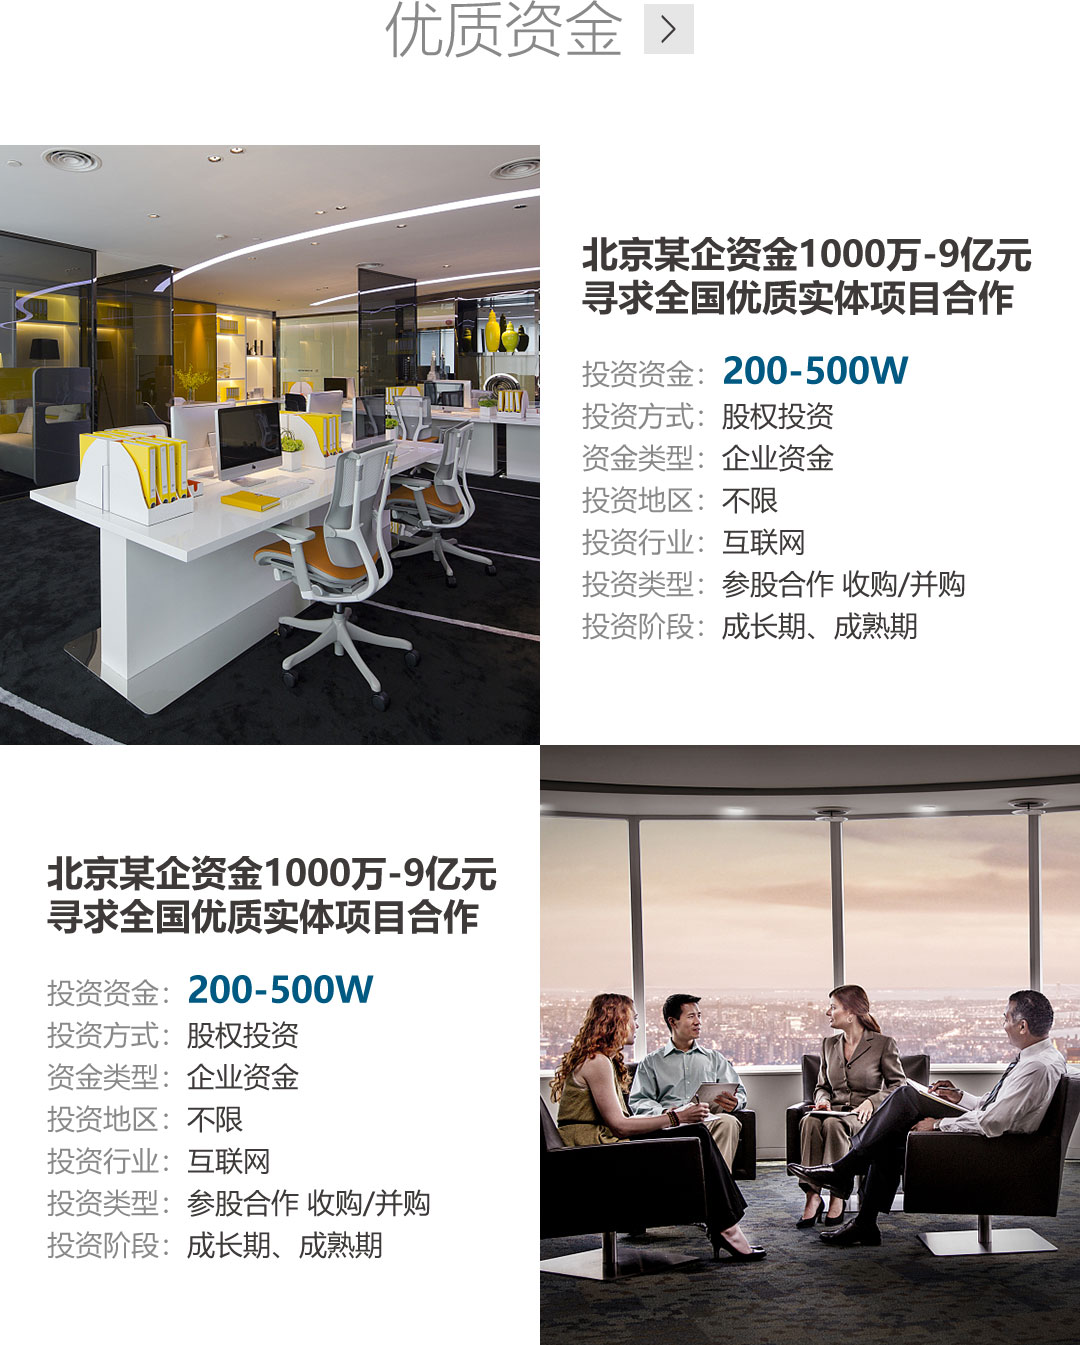 优质资金
北京某企资金1000万-9亿元
寻求全国优质实体项目合作
投资资金：200-500W
投资方式：股权投资
资金类型：企业资金
投资地区：不限
投资行业：互联网
投资类型：参股合作 收购/并购
投资阶段：成长期、成熟期
北京某企资金1000万-9亿元
寻求全国优质实体项目合作
投资资金：200-500W
投资方式：股权投资
资金类型：企业资金
投资地区：不限
投资行业：互联网
投资类型：参股合作 收购/并购
投资阶段：成长期、成熟期